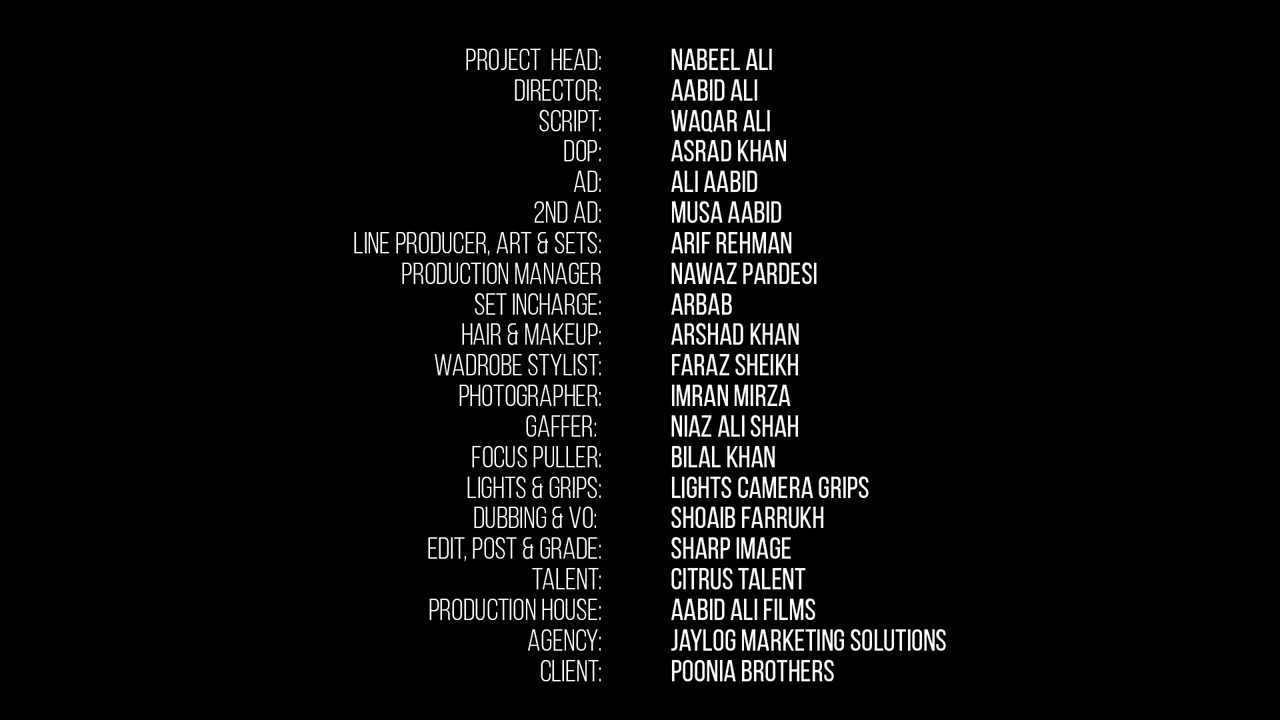 PROJECT HEAD: NABEEL ALI
DIRECTOR: AABID ALI
SCRIPT: WAQAR ALI
DOP: ASRAD KHAN
AD: ALI AABID
2ND AD: MUSA AABID
LINE PRODUCER, ART & SETS: ARIF REHMAN
PRODUCTION MANAGER NAWAZ PARDESI
SET INCHARGE: ARBAB
HAIR & MAKEUP: ARSHAD KHAN
WADROBE STYLIST: FARAZ SHEIKH
PHOTOGRAPHER: IMRAN MIRZA
GAFFER: NIAZ ALI SHAH
FOCUS PULLER: BILAL KHAN
LIGHTS & GRIPS: LIGHTS CAMERA GRIPS
DUBBING & VO: SHOAIB FARRUKH
EDIT, POST & GRADE: SHARP IMAGE
TALENT: CITRUS TALENT
PRODUCTION HOUSE: AABID ALI FILMS
AGENCY: JAYLOG MARKETING SOLUTIONS
CLIENT: POONIA BROTHERS